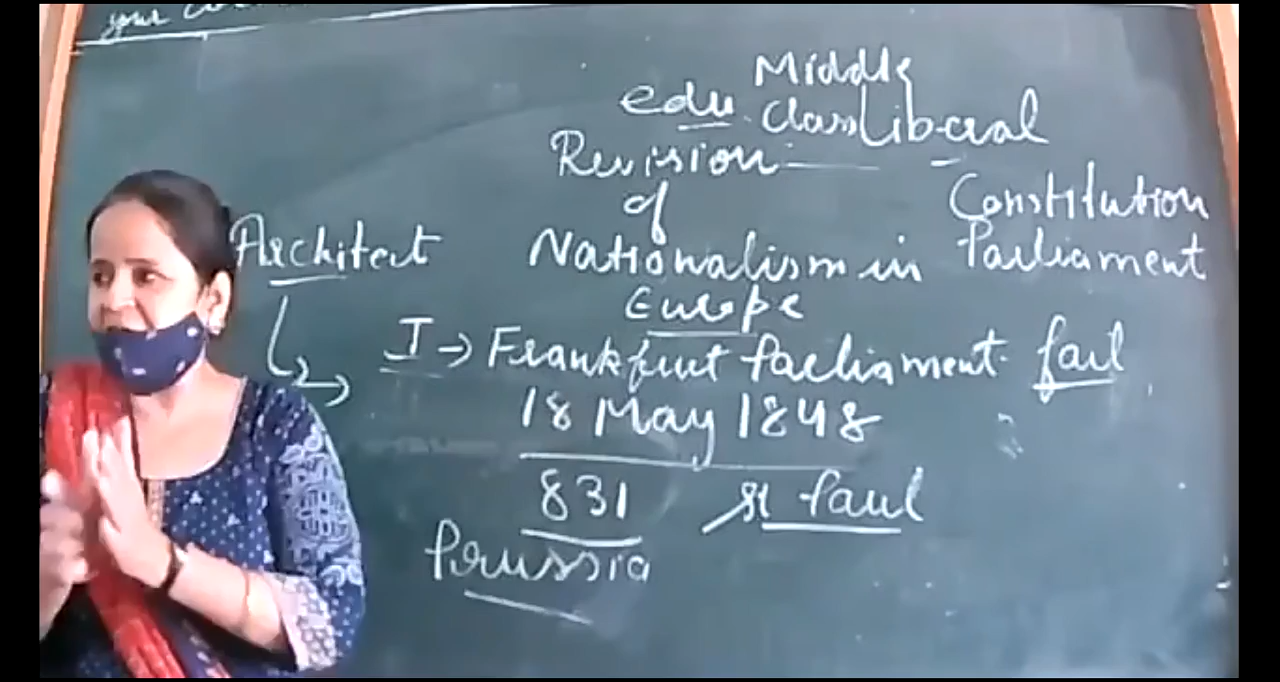 your
Middle
edu. Class Liberal
Revision :-
of
Constitution
Architect Nationalism in Parliament
Europe
I → Frankfurt Parliament. fail
18 May 1848
831 st Paul
Prussia